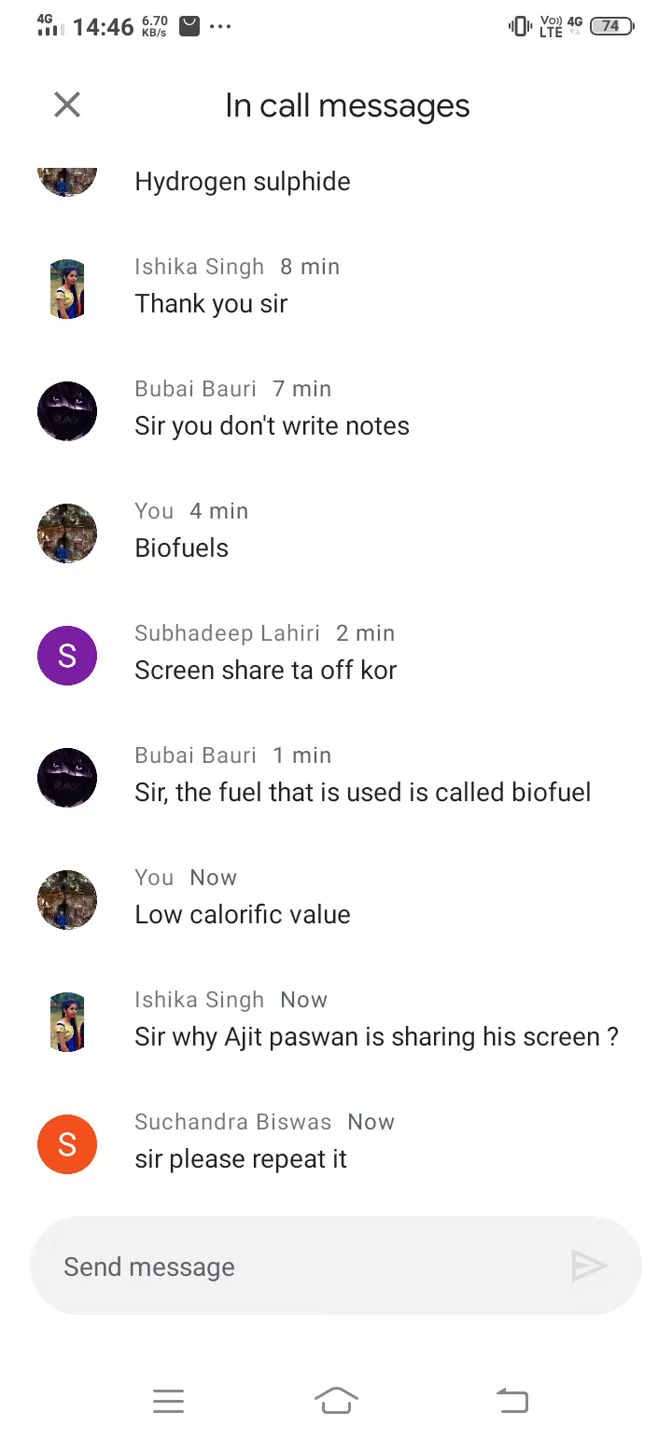 4G 14:46 6.70 KB/s ... Vo)) LTE 4G 74
In call messages
Hydrogen sulphide
Ishika Singh 8 min
Thank you sir
Bubai Bauri 7 min
Sir you don't write notes
You 4 min
Biofuels
Subhadeep Lahiri 2 min
S
Screen share ta off kor
Bubai Bauri 1 min
Sir, the fuel that is used is called biofuel
You Now
Low calorific value
Ishika Singh Now
Sir why Ajit paswan is sharing his screen ?
Suchandra Biswas Now
S
sir please repeat it
Send message